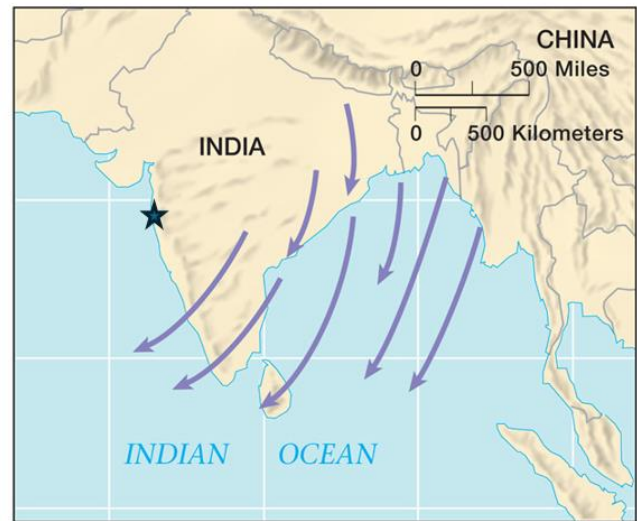 CHINA
0 500 Miles
0 500 Kilometers
INDIA
INDIAN OCEAN